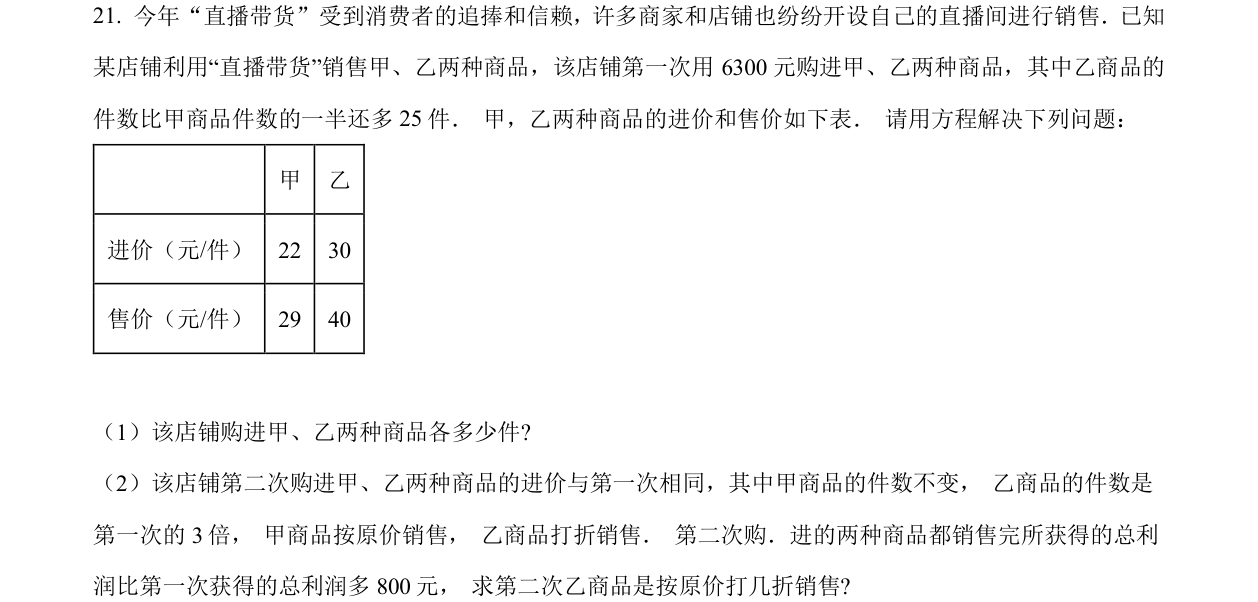 21. 今年“直播带货”受到消费者的追捧和信赖，许多商家和店铺也纷纷开设自己的直播间进行销售．已知
某店铺利用“直播带货”销售甲、乙两种商品，该店铺第一次用 6300 元购进甲、乙两种商品，其中乙商品的
件数比甲商品件数的一半还多 25 件． 甲，乙两种商品的进价和售价如下表． 请用方程解决下列问题：
甲 乙
进价（元/件） 22 30
售价（元/件） 29 40
（1）该店铺购进甲、乙两种商品各多少件?
（2）该店铺第二次购进甲、乙两种商品的进价与第一次相同，其中甲商品的件数不变， 乙商品的件数是
第一次的 3 倍， 甲商品按原价销售， 乙商品打折销售． 第二次购．进的两种商品都销售完所获得的总利
润比第一次获得的总利润多 800 元， 求第二次乙商品是按原价打几折销售?